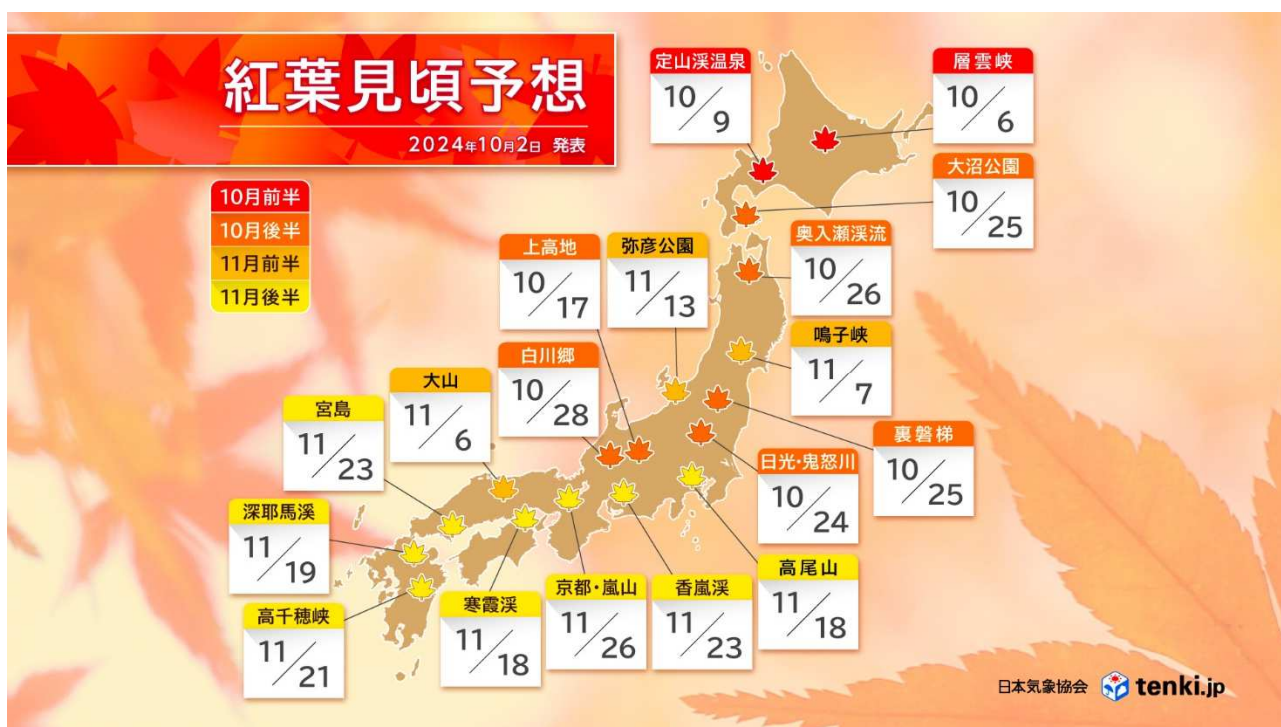 紅葉見頃予想
2024年10月2日 発表
10月前半
10月後半
11月前半
11月後半
定山渓温泉
10/9
層雲峡
10/6
大沼公園
10/25
奥入瀬渓流
10/26
上高地
10/17
弥彦公園
11/13
鳴子峡
11/7
白川郷
10/28
大山
11/6
宮島
11/23
裏磐梯
10/25
日光・鬼怒川
10/24
深耶馬渓
11/19
高千穂峡
11/21
寒霞渓
11/18
京都・嵐山
11/26
香嵐渓
11/23
高尾山
11/18
日本気象協会 tenki.jp